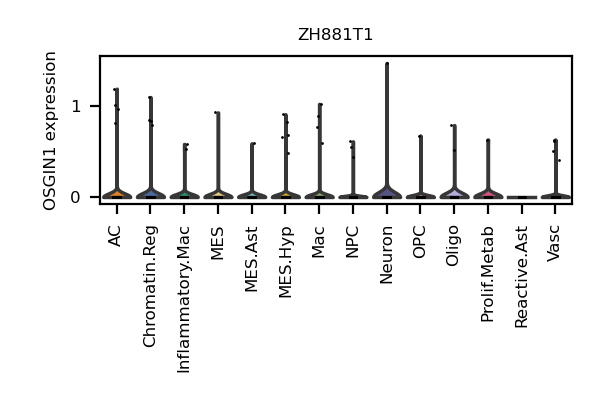 ZH881T1
OSGIN1 expression
1
0
AC
Chromatin.Reg
Inflammatory.Mac
MES
MES.Ast
MES.Hyp
Mac
NPC
Neuron
OPC
Oligo
Prolif.Metab
Reactive.Ast
Vasc